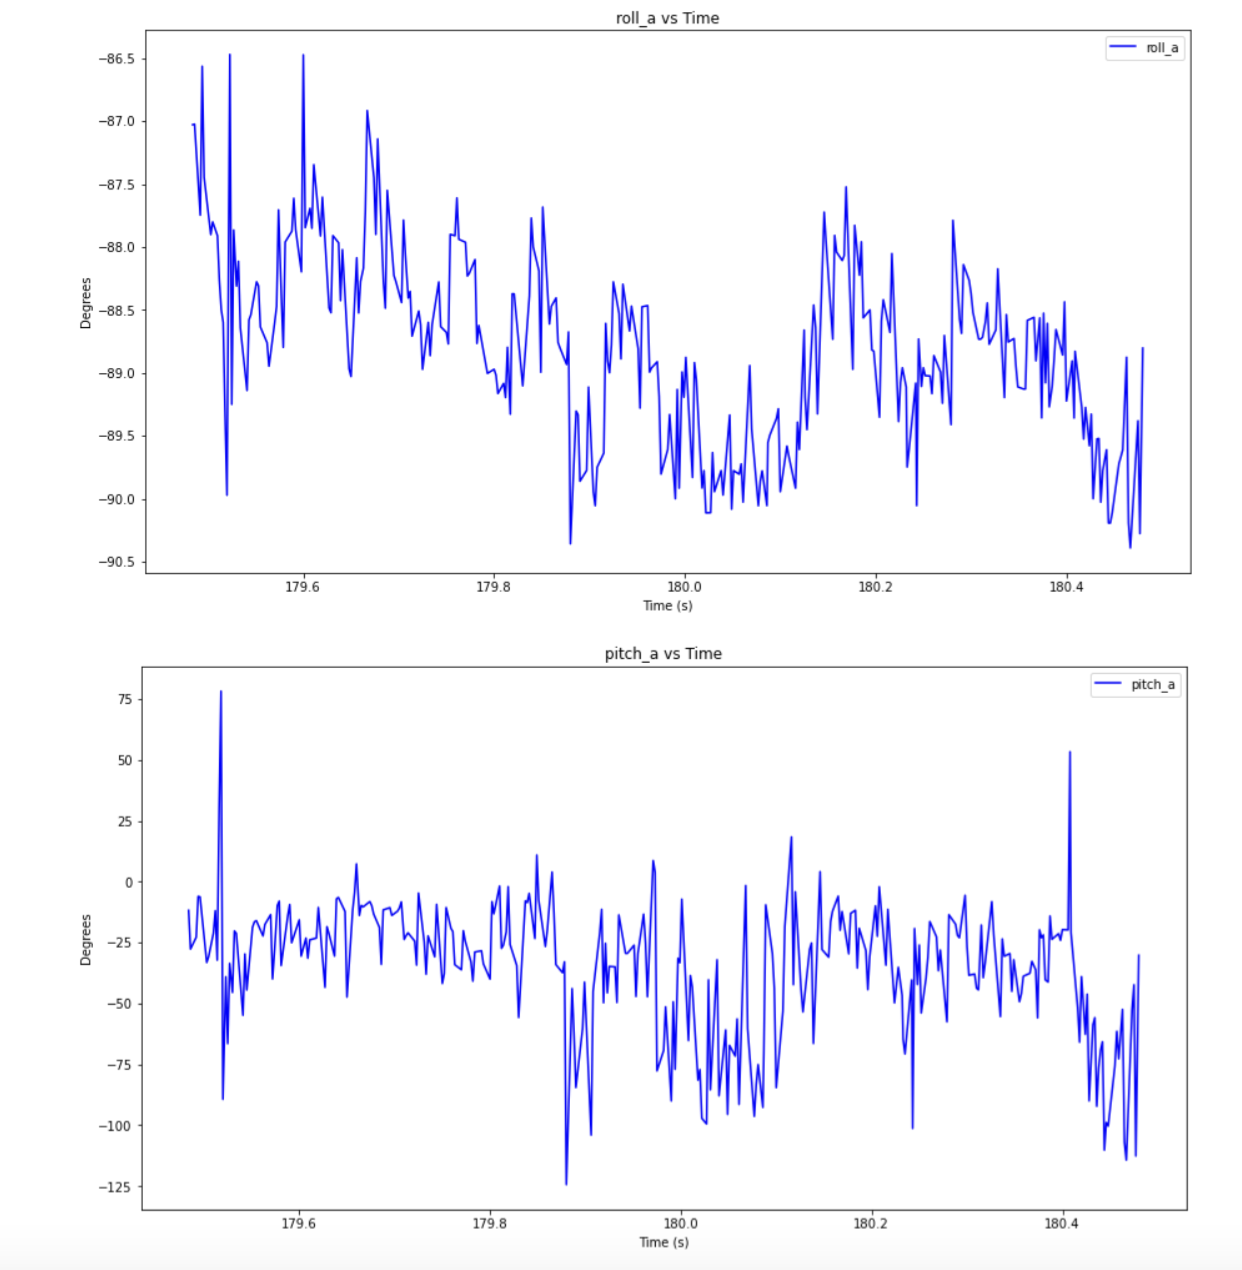 roll_a vs Time
roll_a
−86.5
−87.0
−87.5
−88.0
−88.5
−89.0
−89.5
−90.0
−90.5
Degrees
179.6 179.8 180.0 180.2 180.4
Time (s)
pitch_a vs Time
pitch_a
75
50
25
0
−25
−50
−75
−100
−125
Degrees
179.6 179.8 180.0 180.2 180.4
Time (s)